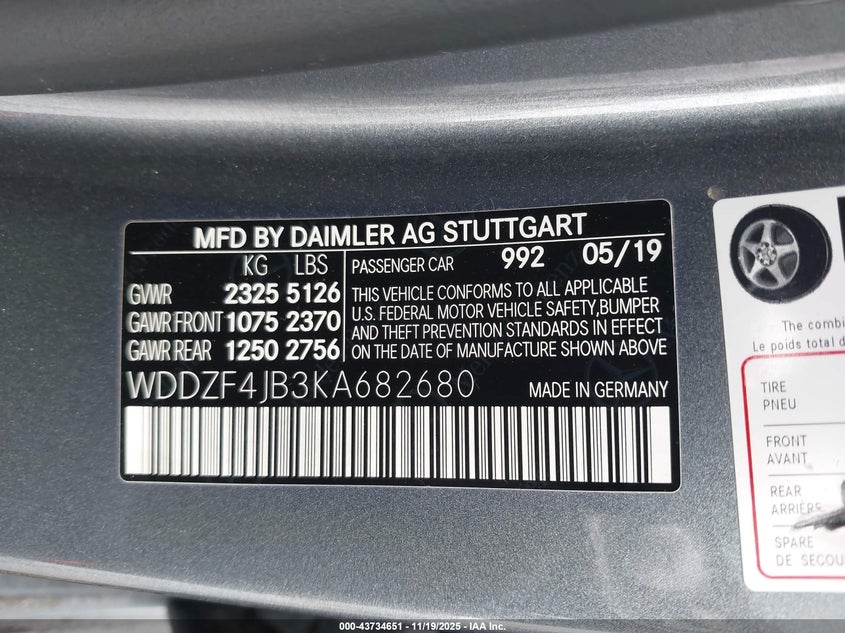 MFD BY DAIMLER AG STUTTGART
KG LBS PASSENGER CAR 992 05/19
GVWR 2325 5126 THIS VEHICLE CONFORMS TO ALL APPLICABLE
U.S. FEDERAL MOTOR VEHICLE SAFETY,BUMPER
GAWR FRONT 1075 2370 AND THEFT PREVENTION STANDARDS IN EFFECT
GAWR REAR 1250 2756 ON THE DATE OF MANUFACTURE SHOWN ABOVE
WDDZF4JB3KA682680 MADE IN GERMANY
The combi
Le poids total d
TIRE
PNEU
FRONT
AVANT
REAR
ARRIÈRE
SPARE
DE SECOU
000-43734651 - 11/19/2025 - IAA Inc.